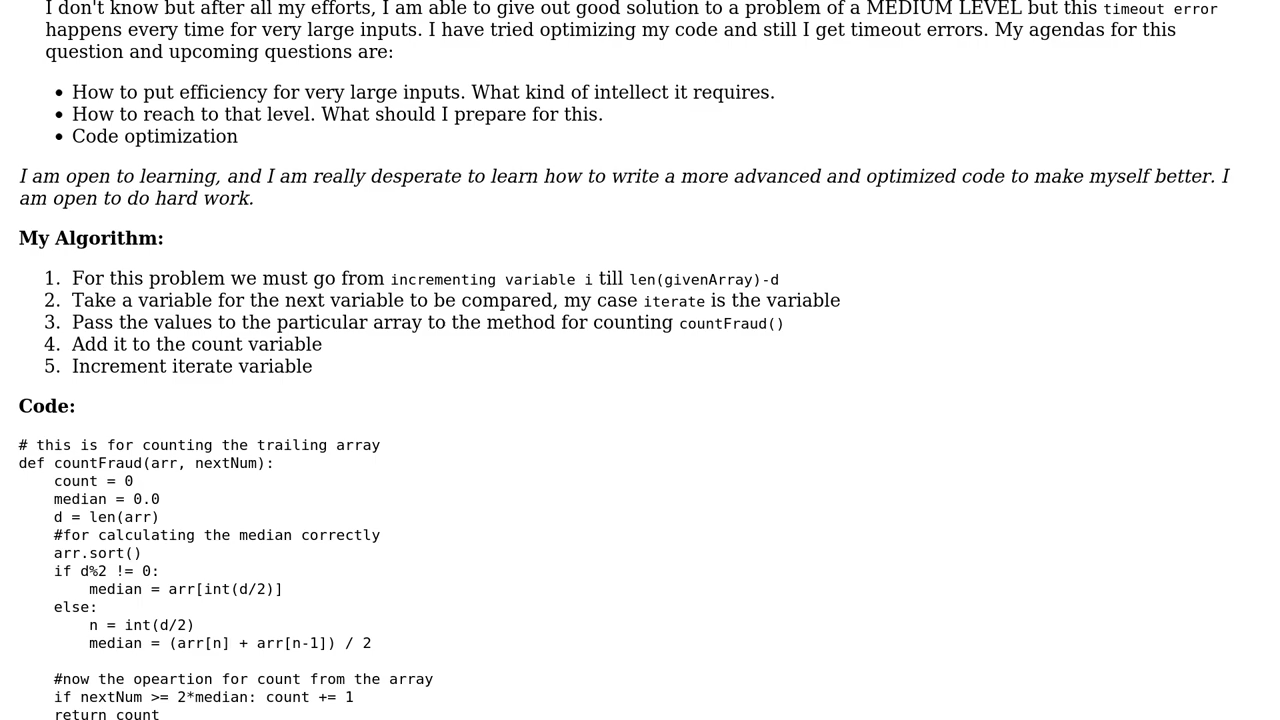 I don't know but after all my efforts, I am able to give out good solution to a problem of a MEDIUM LEVEL but this timeout error
happens every time for very large inputs. I have tried optimizing my code and still I get timeout errors. My agendas for this
question and upcoming questions are:
• How to put efficiency for very large inputs. What kind of intellect it requires.
• How to reach to that level. What should I prepare for this.
• Code optimization
I am open to learning, and I am really desperate to learn how to write a more advanced and optimized code to make myself better. I
am open to do hard work.
My Algorithm:
1. For this problem we must go from incrementing variable i till len(givenArray)-d
2. Take a variable for the next variable to be compared, my case iterate is the variable
3. Pass the values to the particular array to the method for counting countFraud()
4. Add it to the count variable
5. Increment iterate variable
Code:
# this is for counting the trailing array
def countFraud(arr, nextNum):
    count = 0
    median = 0.0
    d = len(arr)
    #for calculating the median correctly
    arr.sort()
    if d%2 != 0:
        median = arr[int(d/2)]
    else:
        n = int(d/2)
        median = (arr[n] + arr[n-1]) / 2
    #now the opeartion for count from the array
    if nextNum >= 2*median: count += 1
    return count